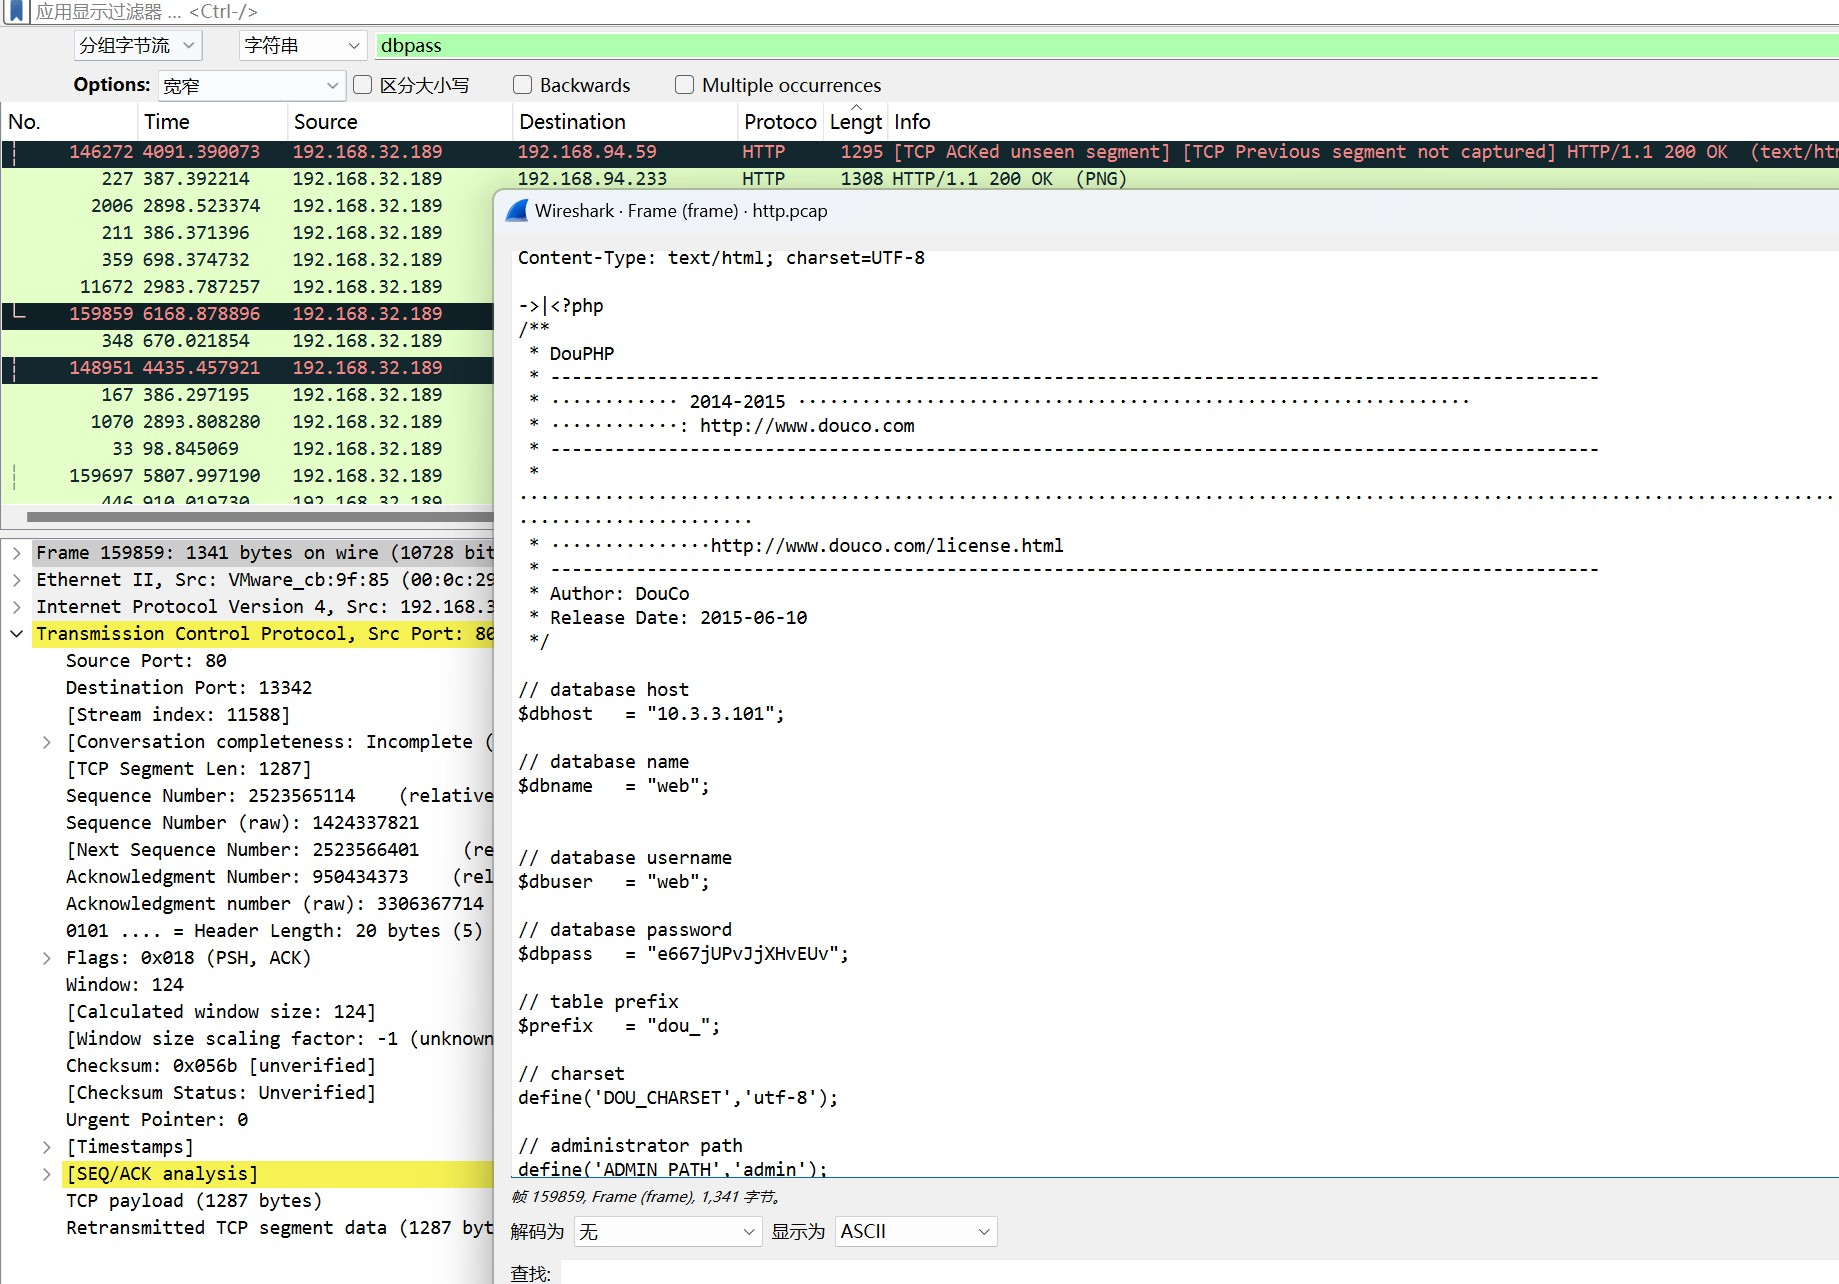 应用显示过滤器 … <Ctrl-/>
分组字节流 字符串 dbpass
Options: 宽窄 区分大小写 Backwards Multiple occurrences
No. Time Source Destination Protoco Lengt Info
146272 4091.390073 192.168.32.189 192.168.94.59 HTTP 1295 [TCP ACKed unseen segment] [TCP Previous segment not captured] HTTP/1.1 200 OK (text/htm
227 387.392214 192.168.32.189 192.168.94.233 HTTP 1308 HTTP/1.1 200 OK (PNG)
2006 2898.523374 192.168.32.189
211 386.371396 192.168.32.189
359 698.374732 192.168.32.189
11672 2983.787257 192.168.32.189
159859 6168.878896 192.168.32.189
348 670.021854 192.168.32.189
148951 4435.457921 192.168.32.189
167 386.297195 192.168.32.189
1070 2893.808280 192.168.32.189
33 98.845069 192.168.32.189
159697 5807.997190 192.168.32.189
446 910.019730 192.168.32.189
Frame 159859: 1341 bytes on wire (10728 bit
Ethernet II, Src: VMware_cb:9f:85 (00:0c:29
Internet Protocol Version 4, Src: 192.168.3
Transmission Control Protocol, Src Port: 80
Source Port: 80
Destination Port: 13342
[Stream index: 11588]
[Conversation completeness: Incomplete (
[TCP Segment Len: 1287]
Sequence Number: 2523565114 (relative
Sequence Number (raw): 1424337821
[Next Sequence Number: 2523566401 (re
Acknowledgment Number: 950434373 (rel
Acknowledgment number (raw): 3306367714
0101 .... = Header Length: 20 bytes (5)
Flags: 0x018 (PSH, ACK)
Window: 124
[Calculated window size: 124]
[Window size scaling factor: -1 (unknown
Checksum: 0x056b [unverified]
[Checksum Status: Unverified]
Urgent Pointer: 0
[Timestamps]
[SEQ/ACK analysis]
TCP payload (1287 bytes)
Retransmitted TCP segment data (1287 byt
Wireshark · Frame (frame) · http.pcap
Content-Type: text/html; charset=UTF-8
->|<?php
/**
* DouPHP
* --------------------------------------------------------------------------------------------------
* ············ 2014-2015 ·······························································
* ············: http://www.douco.com
* --------------------------------------------------------------------------------------------------
*
···························································································································
······················
* ···············http://www.douco.com/license.html
* --------------------------------------------------------------------------------------------------
* Author: DouCo
* Release Date: 2015-06-10
*/
// database host
$dbhost = "10.3.3.101";
// database name
$dbname = "web";
// database username
$dbuser = "web";
// database password
$dbpass = "e667jUPvJjXHvEUv";
// table prefix
$prefix = "dou_";
// charset
define('DOU_CHARSET','utf-8');
// administrator path
define('ADMIN_PATH','admin');
帧 159859, Frame (frame), 1,341 字节。
解码为 无 显示为 ASCII
查找: